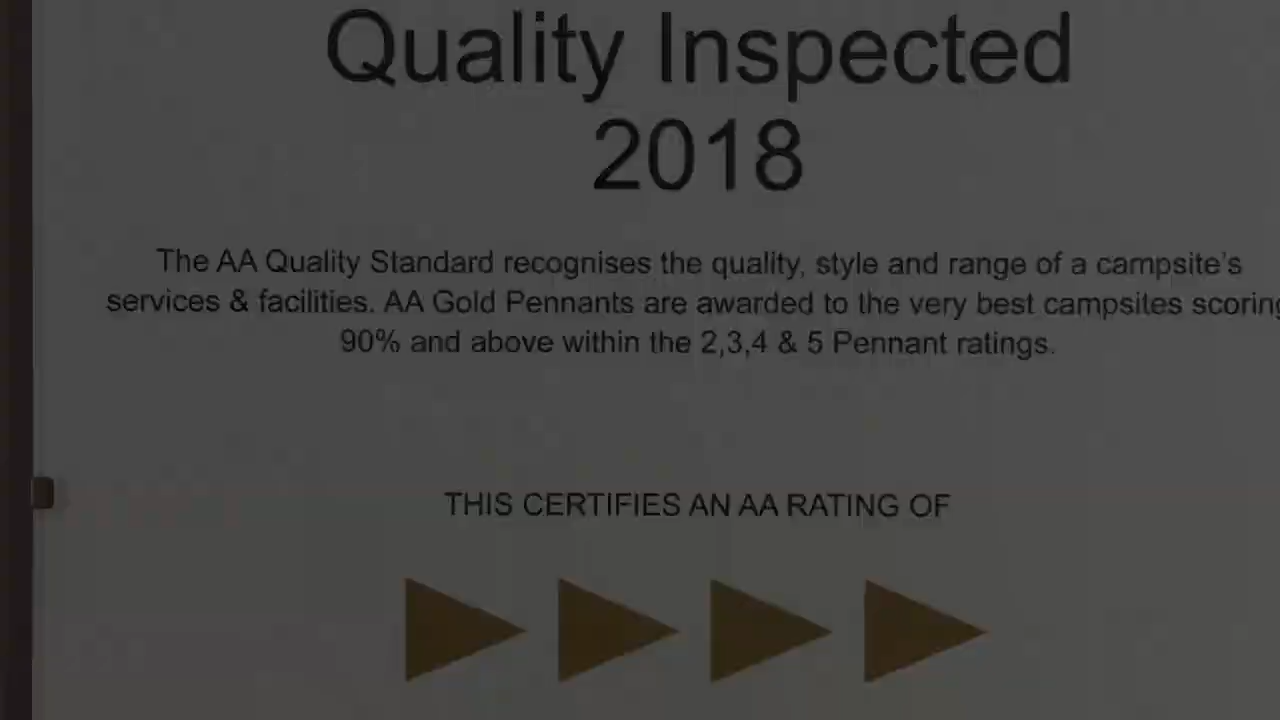 Quality Inspected
2018
The AA Quality Standard recognises the quality, style and range of a campsite's
services & facilities. AA Gold Pennants are awarded to the very best campsites scoring
90% and above within the 2,3,4 & 5 Pennant ratings.
THIS CERTIFIES AN AA RATING OF